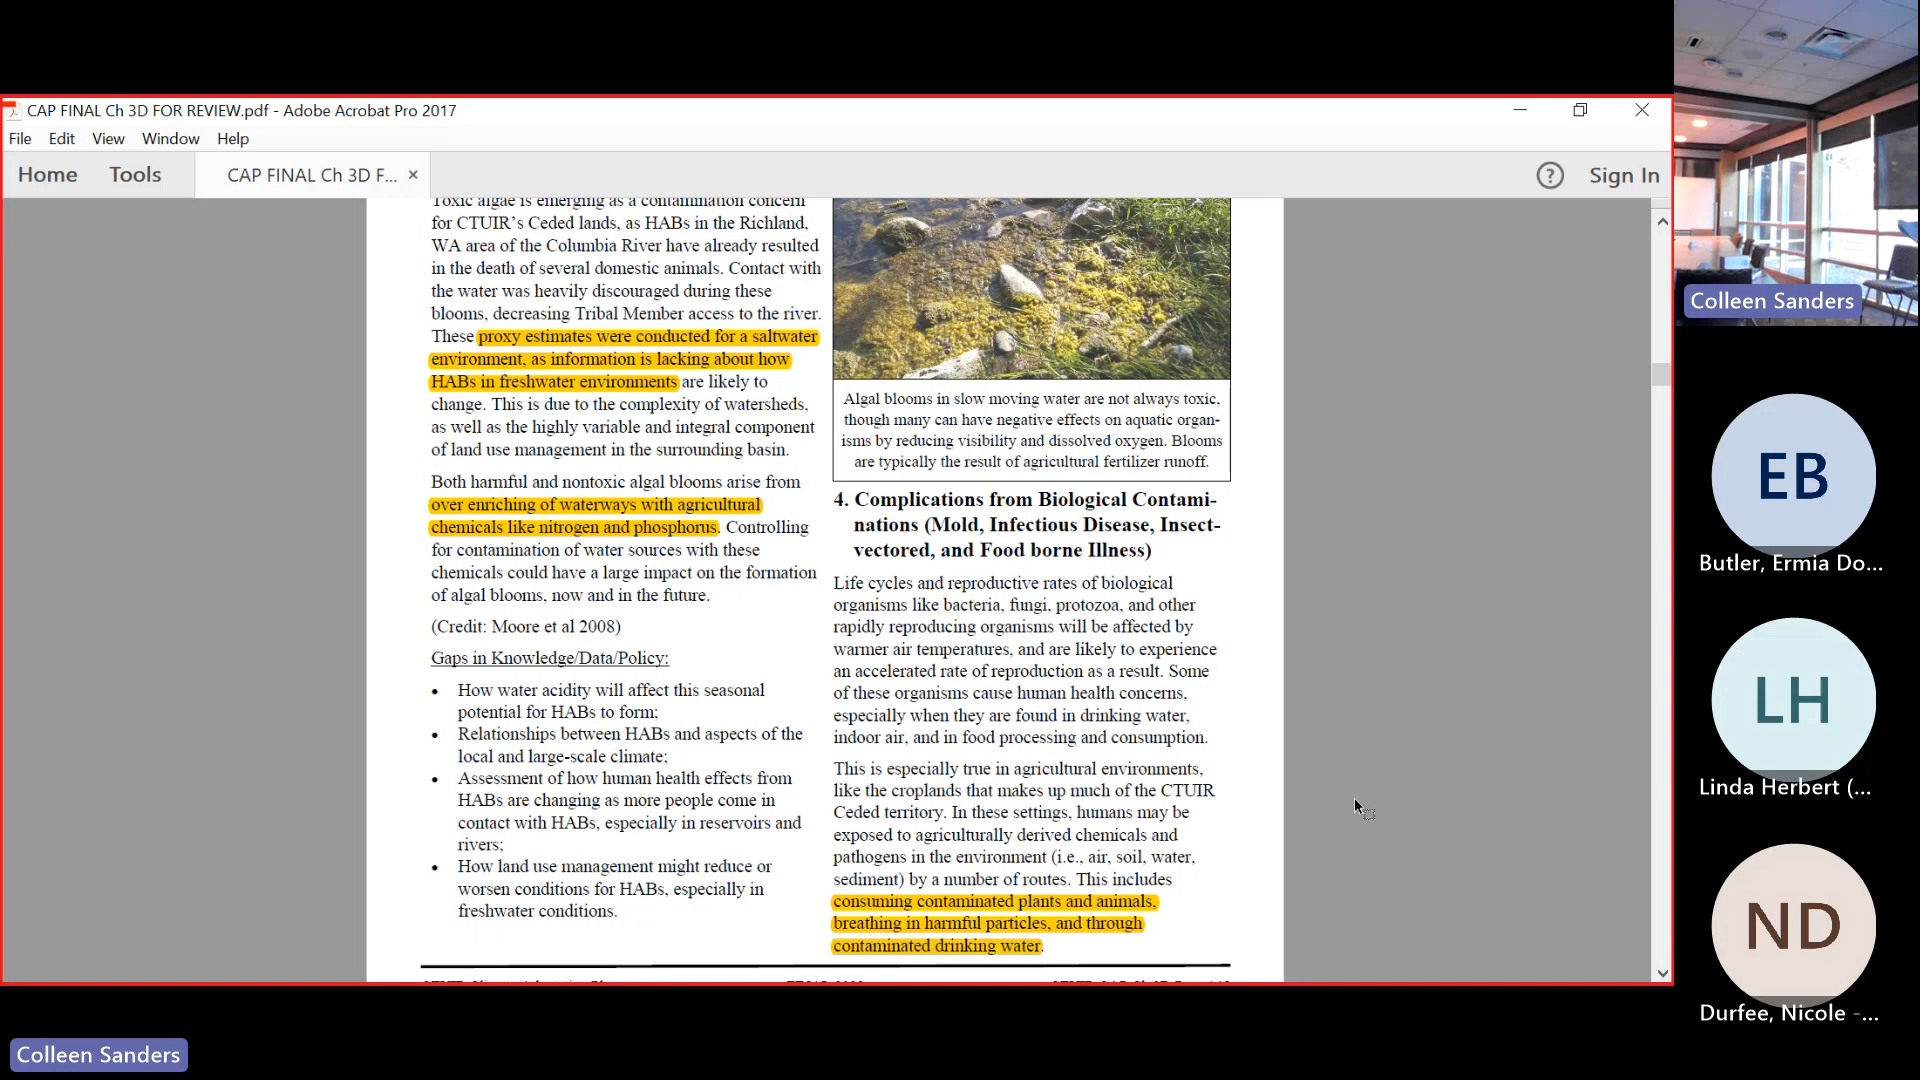 CAP FINAL Ch 3D FOR REVIEW.pdf - Adobe Acrobat Pro 2017
File Edit View Window Help
Home Tools CAP FINAL Ch 3D F... × ? Sign In
Toxic algae is emerging as a contamination concern
for CTUIR's Ceded lands, as HABs in the Richland,
WA area of the Columbia River have already resulted
in the death of several domestic animals. Contact with
the water was heavily discouraged during these
blooms, decreasing Tribal Member access to the river.
These proxy estimates were conducted for a saltwater
environment, as information is lacking about how
HABs in freshwater environments are likely to
change. This is due to the complexity of watersheds,
as well as the highly variable and integral component
of land use management in the surrounding basin.
Both harmful and nontoxic algal blooms arise from
over enriching of waterways with agricultural
chemicals like nitrogen and phosphorus. Controlling
for contamination of water sources with these
chemicals could have a large impact on the formation
of algal blooms, now and in the future.
(Credit: Moore et al 2008)
Gaps in Knowledge/Data/Policy:
• How water acidity will affect this seasonal
potential for HABs to form;
• Relationships between HABs and aspects of the
local and large-scale climate;
• Assessment of how human health effects from
HABs are changing as more people come in
contact with HABs, especially in reservoirs and
rivers;
• How land use management might reduce or
worsen conditions for HABs, especially in
freshwater conditions.
Algal blooms in slow moving water are not always toxic,
though many can have negative effects on aquatic organ-
isms by reducing visibility and dissolved oxygen. Blooms
are typically the result of agricultural fertilizer runoff.
4. Complications from Biological Contami-
nations (Mold, Infectious Disease, Insect-
vectored, and Food borne Illness)
Life cycles and reproductive rates of biological
organisms like bacteria, fungi, protozoa, and other
rapidly reproducing organisms will be affected by
warmer air temperatures, and are likely to experience
an accelerated rate of reproduction as a result. Some
of these organisms cause human health concerns,
especially when they are found in drinking water,
indoor air, and in food processing and consumption.
This is especially true in agricultural environments,
like the croplands that makes up much of the CTUIR
Ceded territory. In these settings, humans may be
exposed to agriculturally derived chemicals and
pathogens in the environment (i.e., air, soil, water,
sediment) by a number of routes. This includes
consuming contaminated plants and animals,
breathing in harmful particles, and through
contaminated drinking water.
Colleen Sanders
EB
Butler, Ermia Do...
LH
Linda Herbert (...
ND
Durfee, Nicole -...
Colleen Sanders